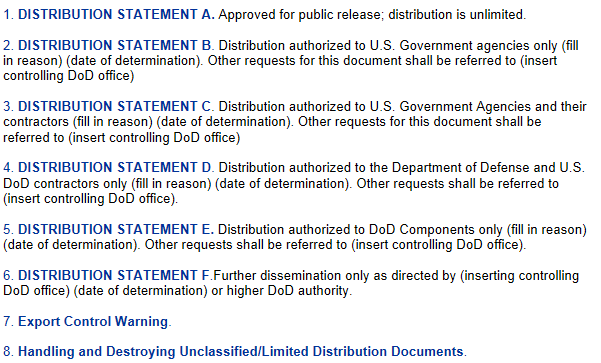 1. DISTRIBUTION STATEMENT A. Approved for public release; distribution is unlimited.
2. DISTRIBUTION STATEMENT B. Distribution authorized to U.S. Government agencies only (fill
in reason) (date of determination). Other requests for this document shall be referred to (insert
controlling DoD office)
3. DISTRIBUTION STATEMENT C. Distribution authorized to U.S. Government Agencies and their
contractors (fill in reason) (date of determination). Other requests for this document shall be
referred to (insert controlling DoD office)
4. DISTRIBUTION STATEMENT D. Distribution authorized to the Department of Defense and U.S.
DoD contractors only (fill in reason) (date of determination). Other requests shall be referred to
(insert controlling DoD office).
5. DISTRIBUTION STATEMENT E. Distribution authorized to DoD Components only (fill in reason)
(date of determination). Other requests shall be referred to (insert controlling DoD office).
6. DISTRIBUTION STATEMENT F.Further dissemination only as directed by (inserting controlling
DoD office) (date of determination) or higher DoD authority.
7. Export Control Warning.
8. Handling and Destroying Unclassified/Limited Distribution Documents.